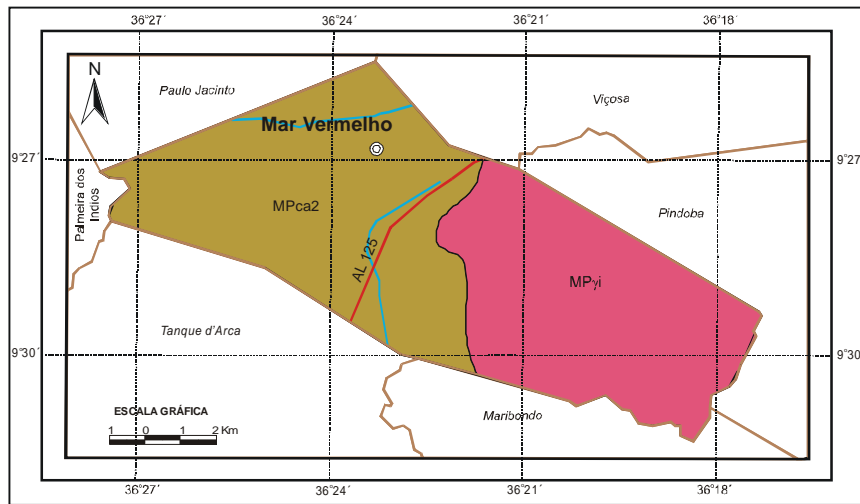 36°27'
36°24'
36°21'
36°18'
N
Paulo Jacinto
Viçosa
Mar Vermelho
9°27'
9°27'
Palmeira dos
Indios
MPca2
Pindoba
AL 125
MPγi
Tanque d'Arca
9°30'
9°30'
Maribondo
ESCALA GRÁFICA
1 0 1 2 Km
36°27'
36°24'
36°21'
36°18'